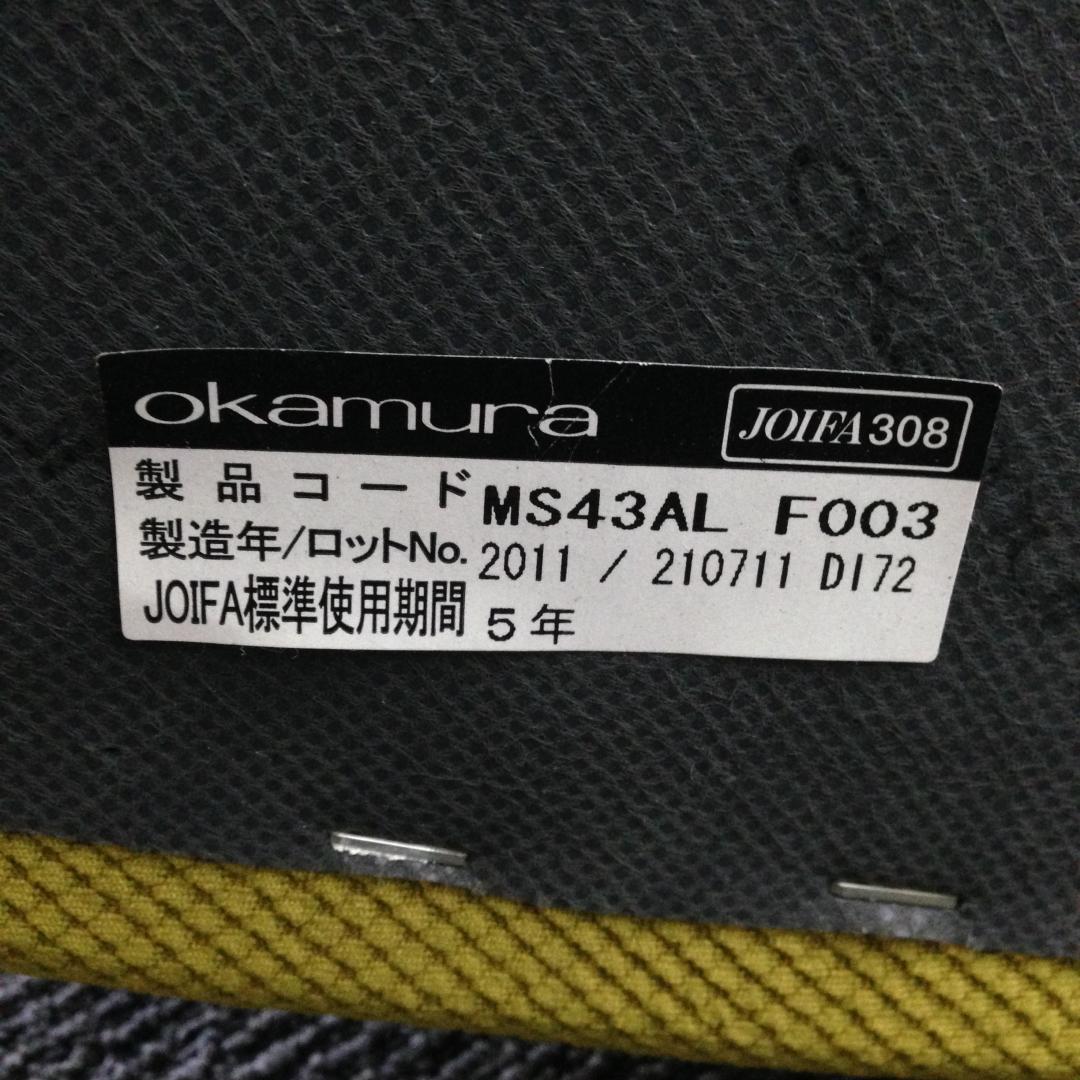 okamura JOIFA308
製品コード MS43AL F003
製造年/ロットNo. 2011 / 210711 DI72
JOIFA標準使用期間 5年